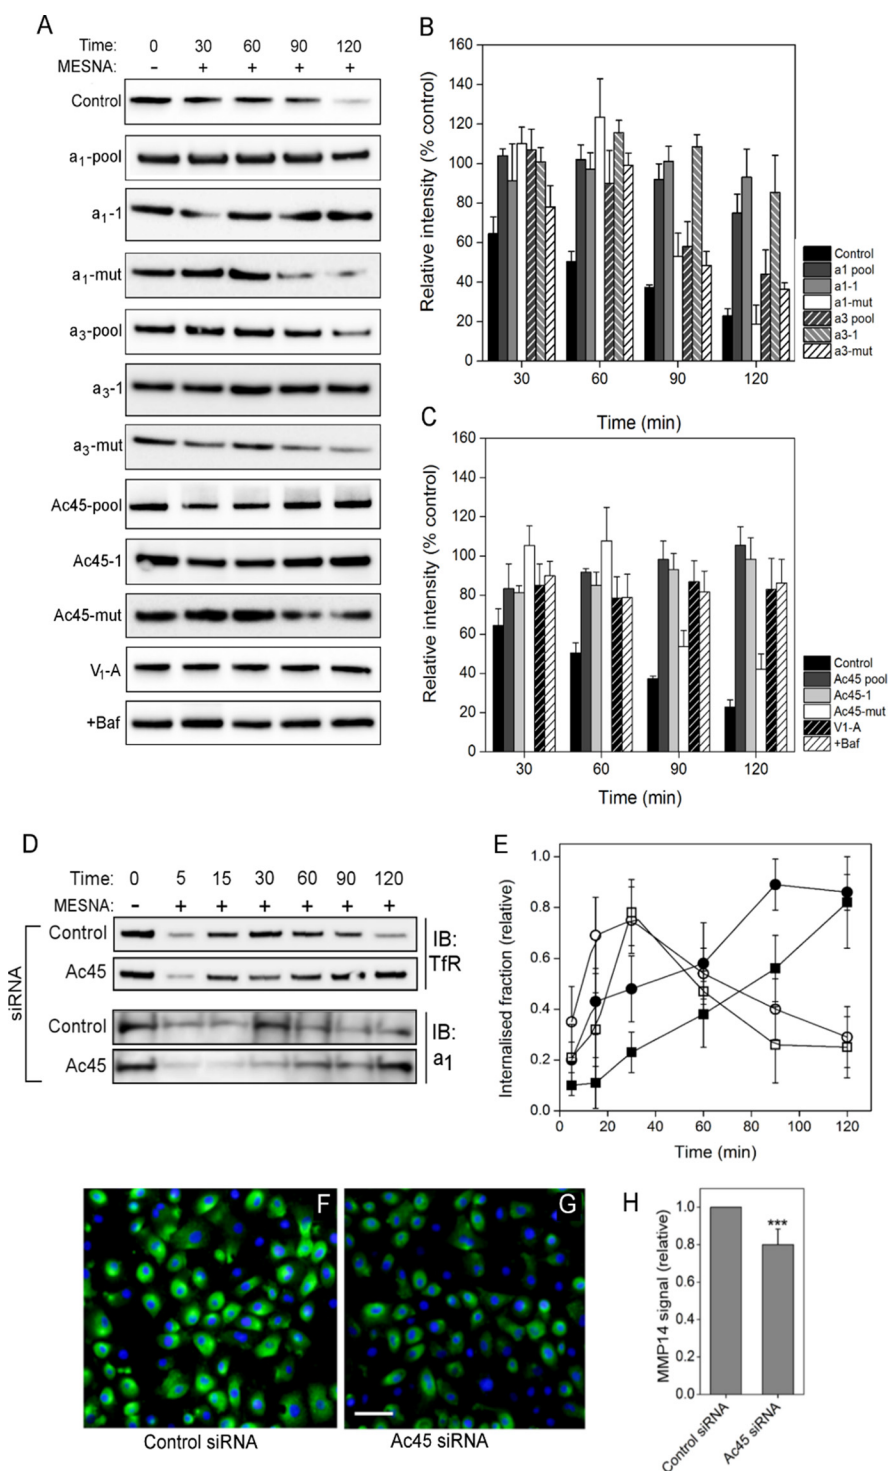 A
Time: 0 30 60 90 120
MESNA: - + + + +
Control
a1-pool
a1-1
a1-mut
a3-pool
a3-1
a3-mut
Ac45-pool
Ac45-1
Ac45-mut
V1-A
+Baf
B
Relative intensity (% control)
160
140
120
100
80
60
40
20
0
30 60 90 120
Time (min)
Control
a1 pool
a1-1
a1-mut
a3 pool
a3-1
a3-mut
C
Relative intensity (% control)
160
140
120
100
80
60
40
20
0
30 60 90 120
Time (min)
Control
Ac45 pool
Ac45-1
Ac45-mut
V1-A
+Baf
D
Time: 0 5 15 30 60 90 120
MESNA: - + + + + + +
siRNA
Control
Ac45
IB:
TfR
Control
Ac45
IB:
a1
E
Internalised fraction (relative)
1.0
0.8
0.6
0.4
0.2
0.0
0 20 40 60 80 100 120
Time (min)
F
Control siRNA
G
Ac45 siRNA
H
MMP14 signal (relative)
1.0
0.8
0.6
0.4
0.2
0.0
***
Control siRNA
Ac45 siRNA